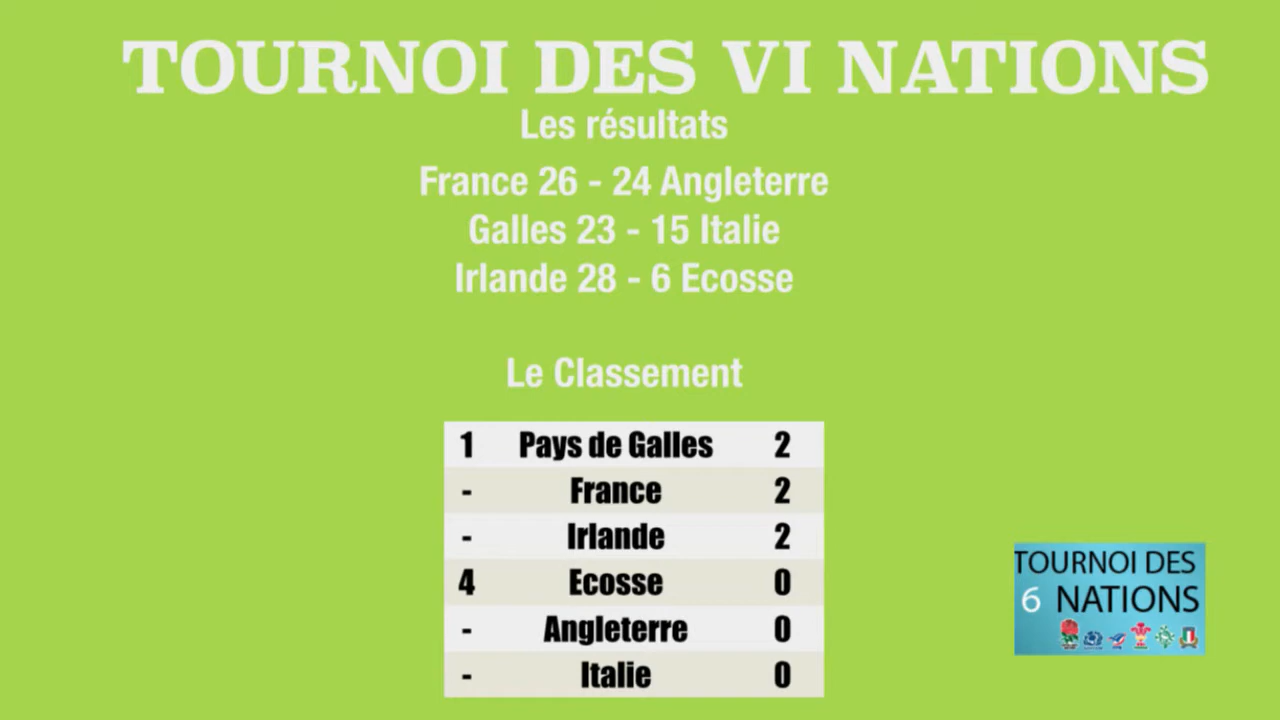 TOURNOI DES VI NATIONS
Les résultats
France 26 - 24 Angleterre
Galles 23 - 15 Italie
Irlande 28 - 6 Ecosse
Le Classement
1 Pays de Galles 2
- France 2
- Irlande 2
4 Ecosse 0
- Angleterre 0
- Italie 0
TOURNOI DES
6 NATIONS